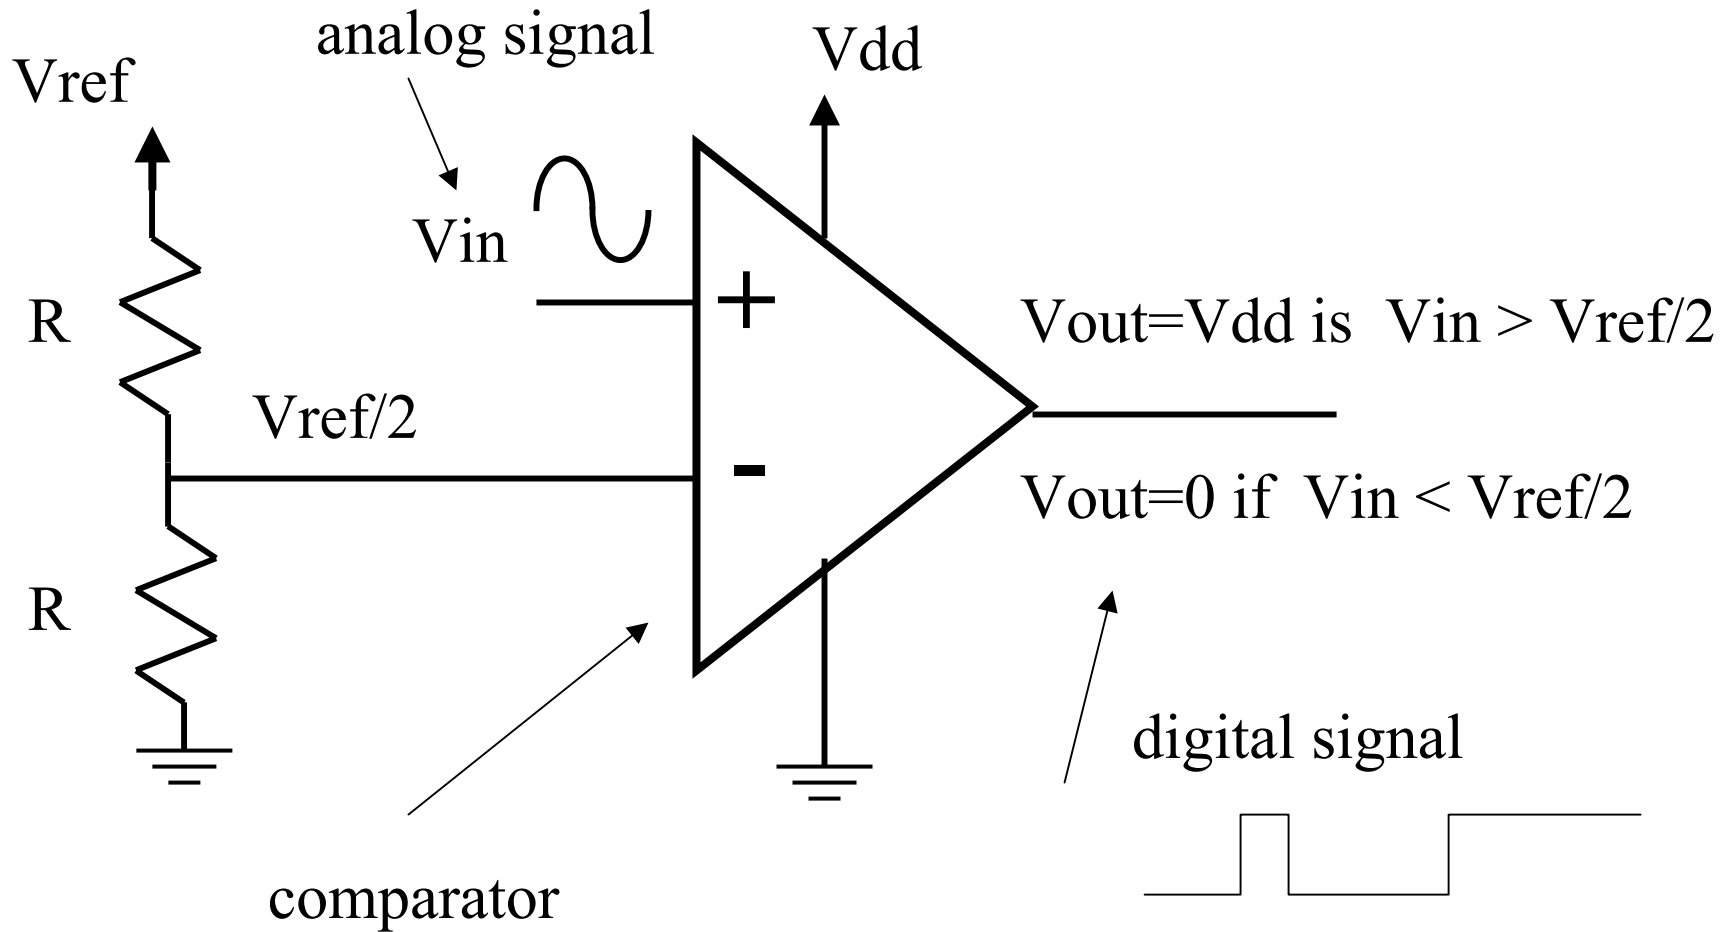 analog signal
Vdd
Vref
Vin
+
R
Vout=Vdd is Vin > Vref/2
Vref/2
-
Vout=0 if Vin < Vref/2
R
digital signal
comparator